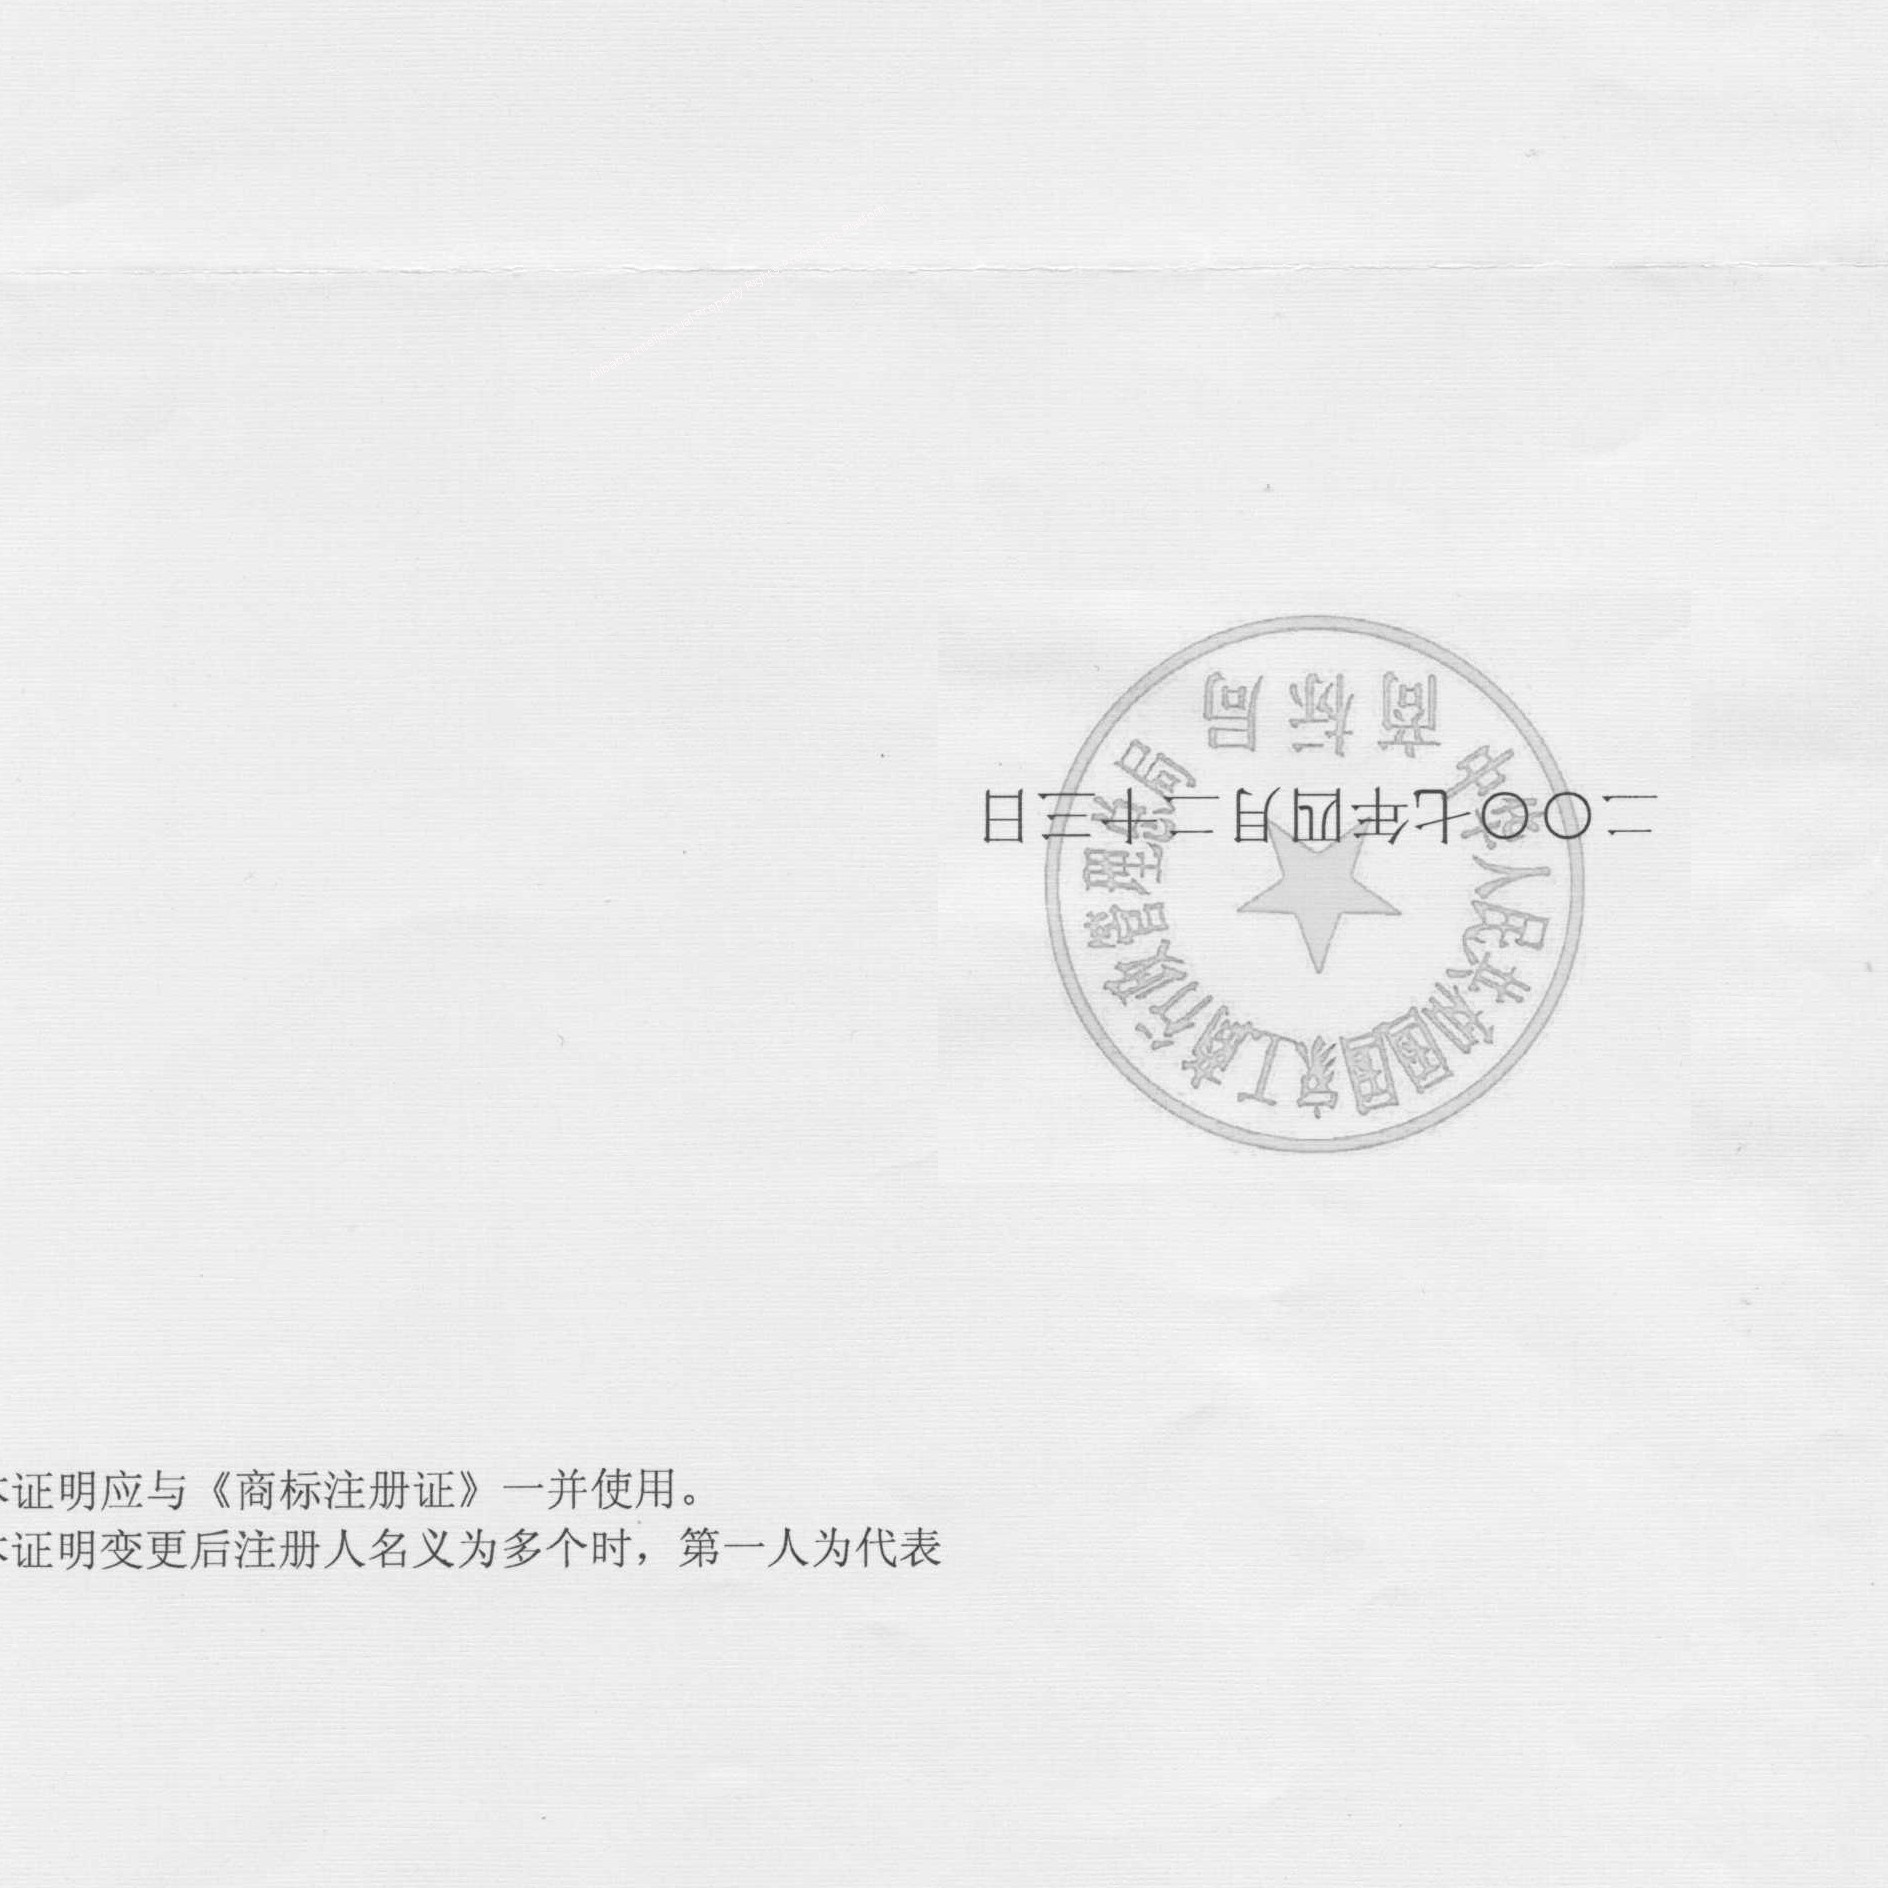 中华人民共和国国家工商行政管理总局
商标局
二〇〇七年四月二十三日
本证明应与《商标注册证》一并使用。
本证明变更后注册人名义为多个时，第一人为代表